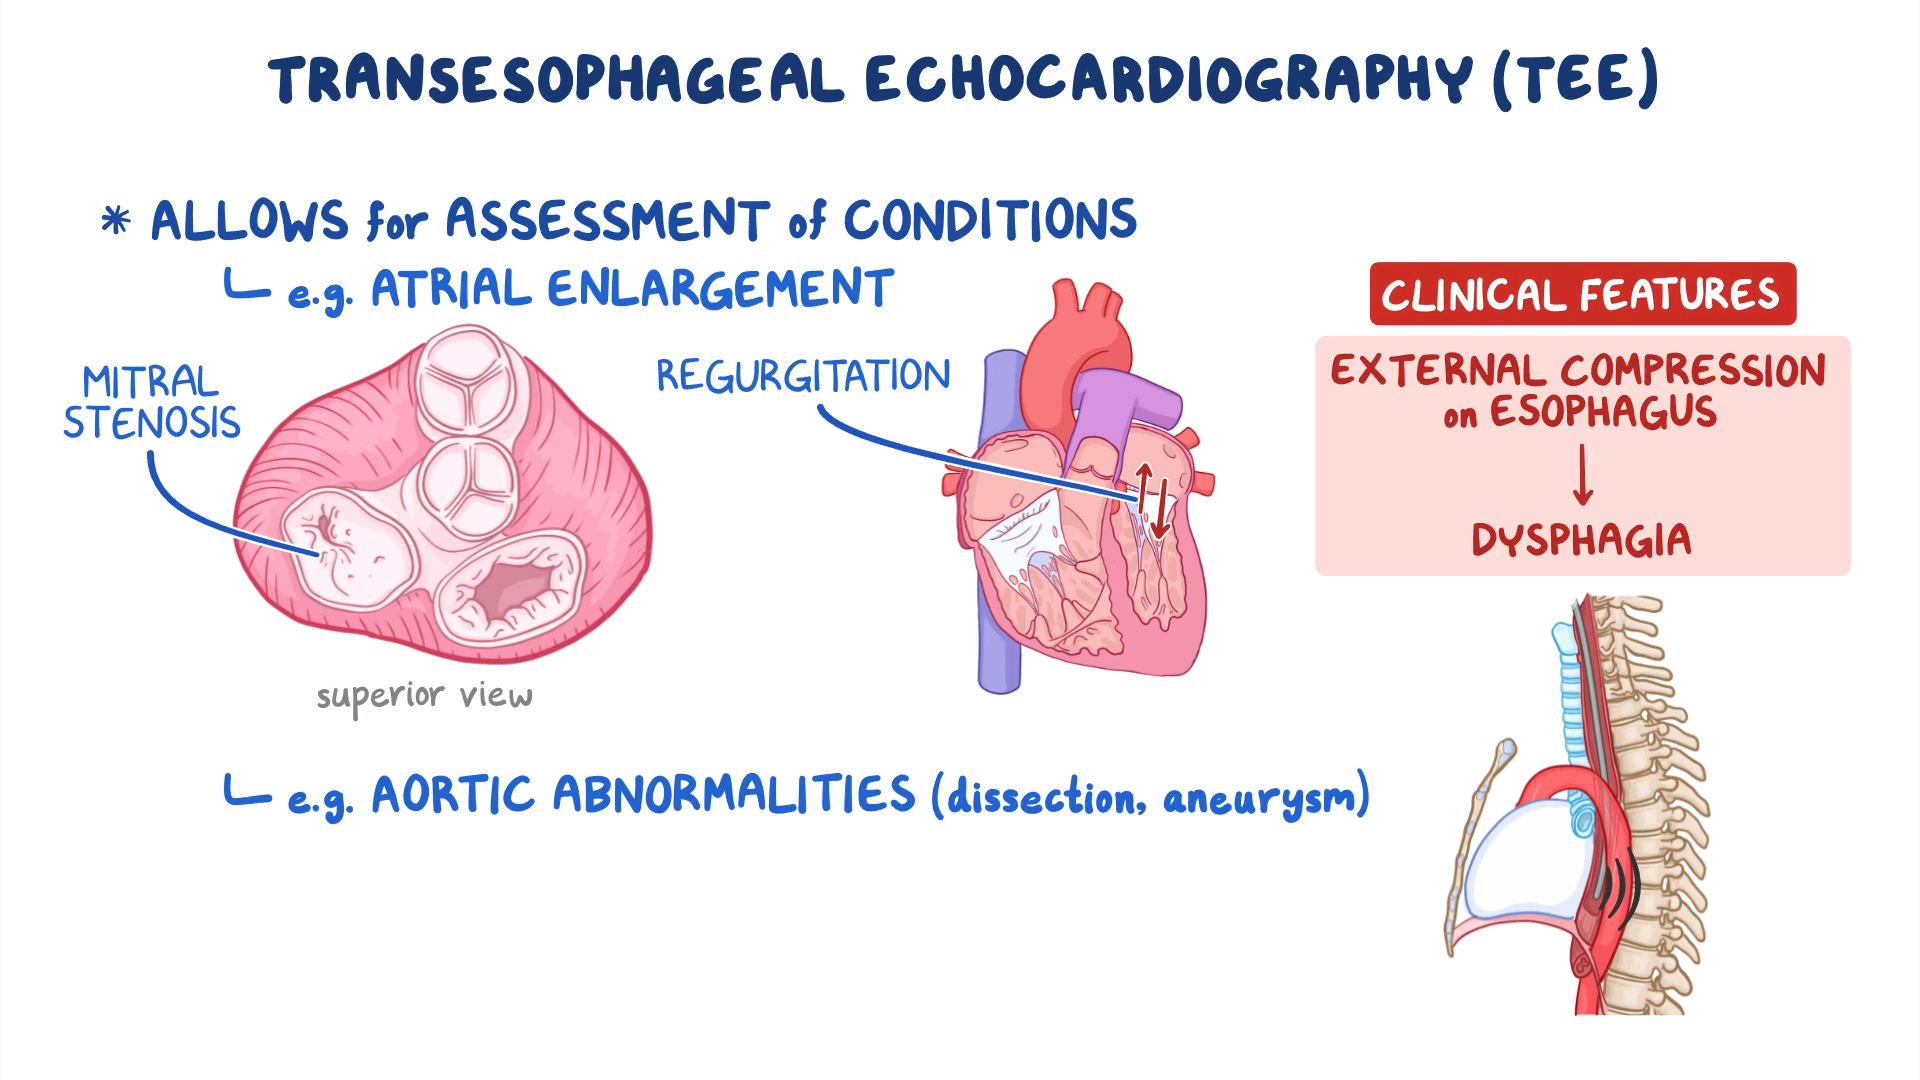 TRANSESOPHAGEAL ECHOCARDIOGRAPHY (TEE)
* ALLOWS for ASSESSMENT of CONDITIONS
e.g. ATRIAL ENLARGEMENT
MITRAL
STENOSIS
superior view
REGURGITATION
CLINICAL FEATURES
EXTERNAL COMPRESSION
on ESOPHAGUS
DYSPHAGIA
e.g. AORTIC ABNORMALITIES (dissection, aneurysm)